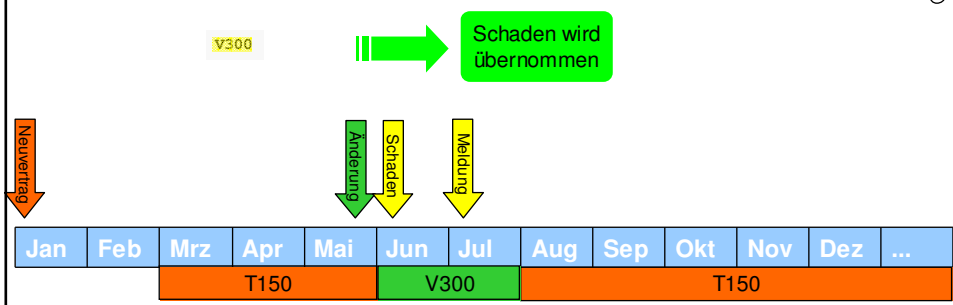 V300
Schaden wird
übernommen
Neuvertrag
Änderung
Schaden
Meldung
Jan Feb Mrz Apr Mai Jun Jul Aug Sep Okt Nov Dez ...
T150 V300 T150